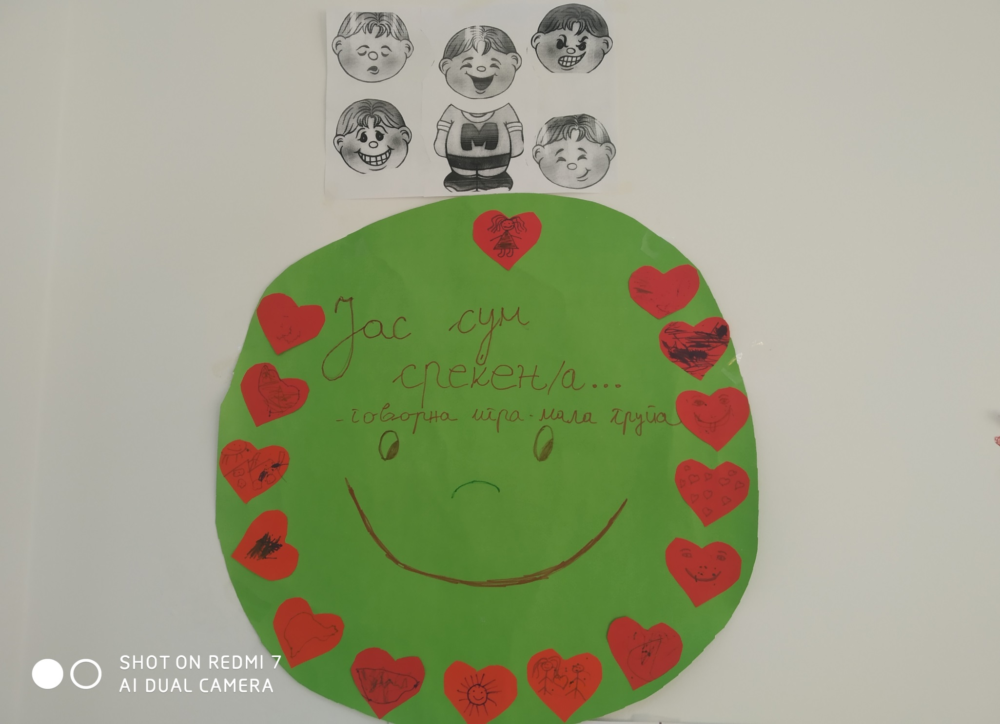 М
Јас сум
среќен/а...
- говорна игра - мала група
SHOT ON REDMI 7
AI DUAL CAMERA